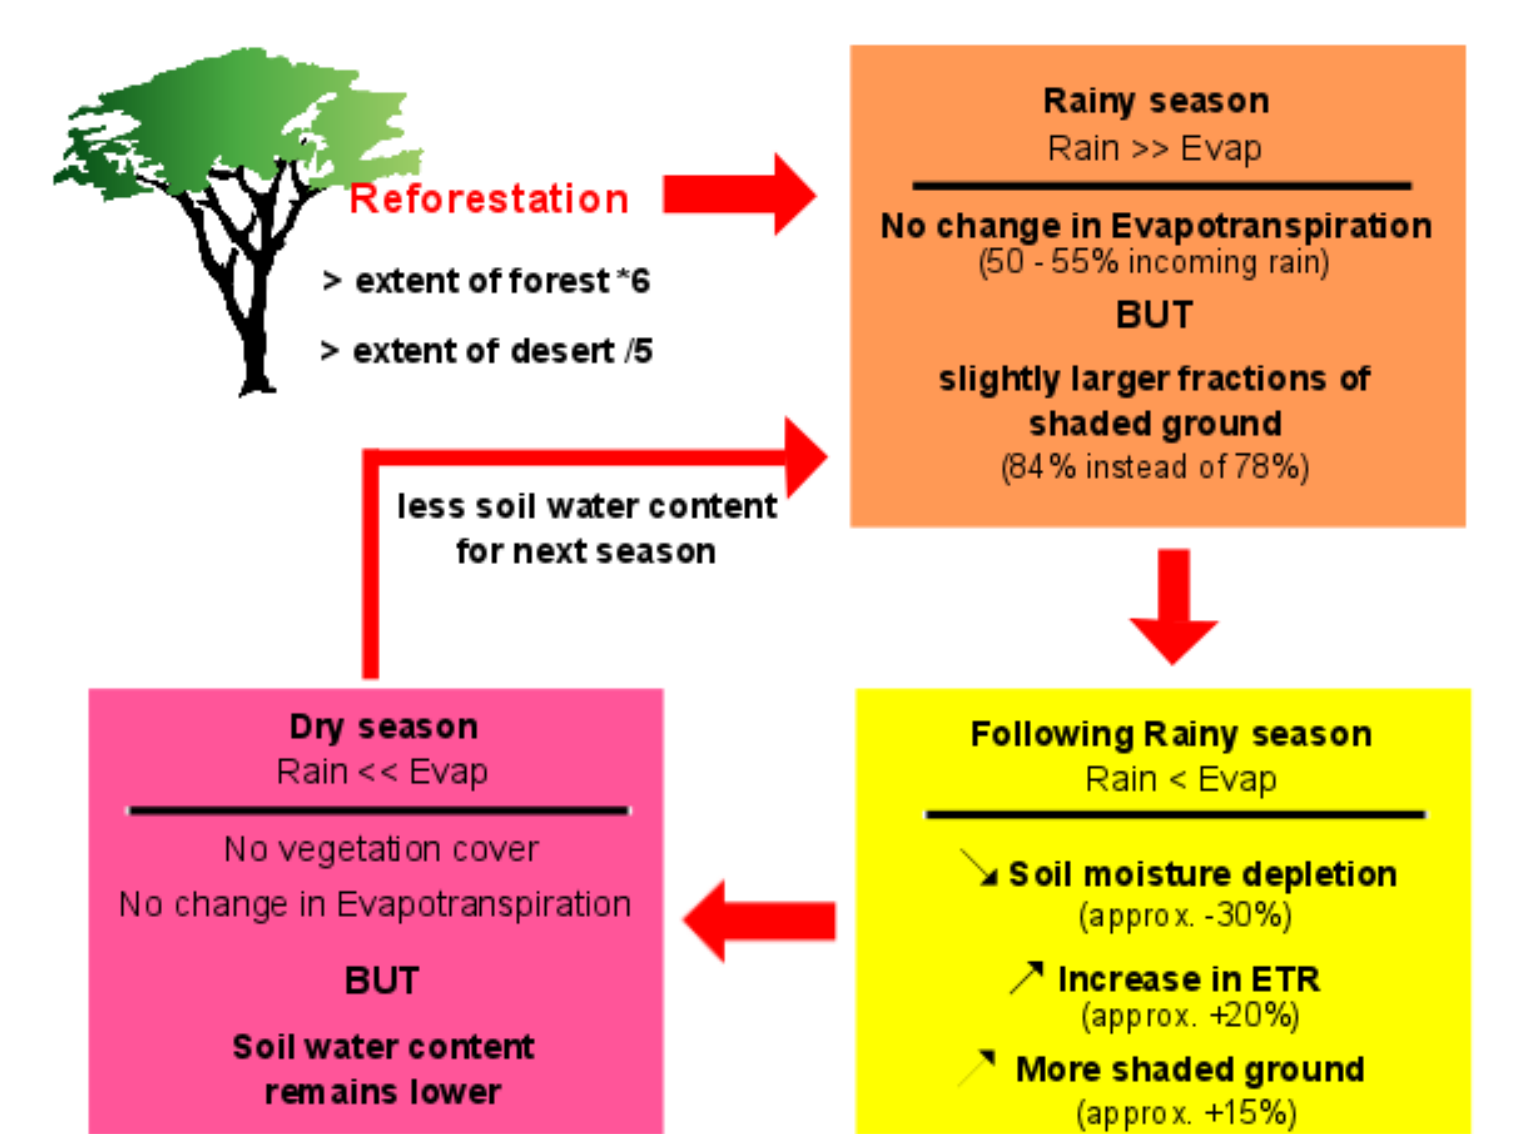 Reforestation
> extent of forest *6
> extent of desert /5
Rainy season
Rain >> Evap
No change in Evapotranspiration
(50 - 55% incoming rain)
BUT
slightly larger fractions of
shaded ground
(84% instead of 78%)
less soil water content
for next season
Following Rainy season
Rain < Evap
Soil moisture depletion
(approx. -30%)
Increase in ETR
(approx. +20%)
More shaded ground
(approx. +15%)
Dry season
Rain << Evap
No vegetation cover
No change in Evapotranspiration
BUT
Soil water content
remains lower